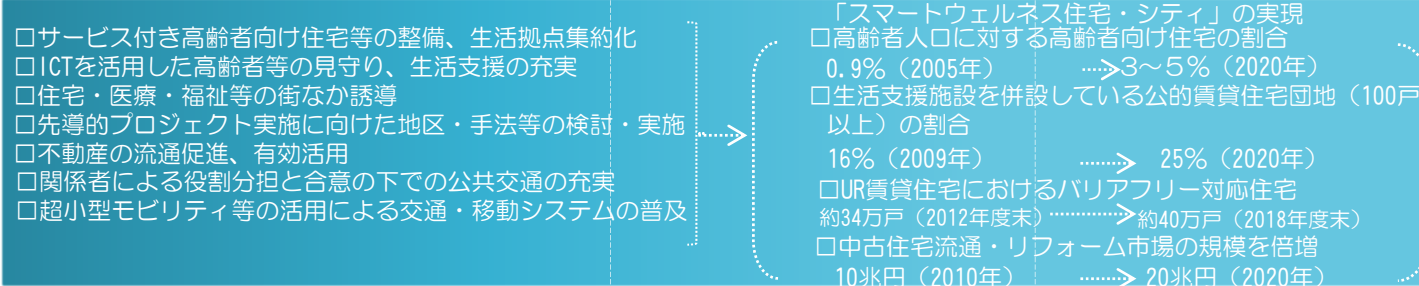 □サービス付き高齢者向け住宅等の整備、生活拠点集約化
□ICTを活用した高齢者等の見守り、生活支援の充実
□住宅・医療・福祉等の街なか誘導
□先導的プロジェクト実施に向けた地区・手法等の検討・実施
□不動産の流通促進、有効活用
□関係者による役割分担と合意の下での公共交通の充実
□超小型モビリティ等の活用による交通・移動システムの普及
「スマートウェルネス住宅・シティ」の実現
□高齢者人口に対する高齢者向け住宅の割合
0.9%（2005年） 3～5％（2020年）
□生活支援施設を併設している公的賃貸住宅団地（100戸
以上）の割合
16%（2009年） 25%（2020年）
□UR賃貸住宅におけるバリアフリー対応住宅
約34万戸（2012年度末） 約40万戸（2018年度末）
□中古住宅流通・リフォーム市場の規模を倍増
10兆円（2010年） 20兆円（2020年）